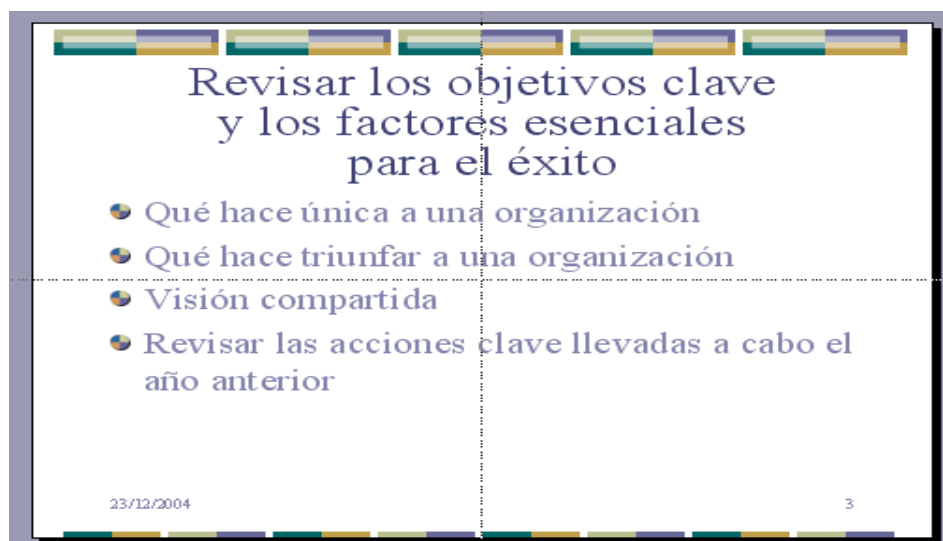 Revisar los objetivos clave
y los factores esenciales
para el éxito
Qué hace única a una organización
Qué hace triunfar a una organización
Visión compartida
Revisar las acciones clave llevadas a cabo el
año anterior
23/12/2004
3